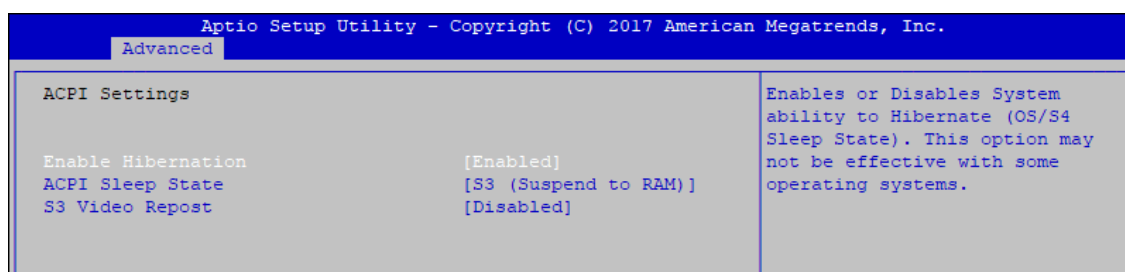 Aptio Setup Utility - Copyright (C) 2017 American Megatrends, Inc.
Advanced
ACPI Settings
Enable Hibernation [Enabled]
ACPI Sleep State [S3 (Suspend to RAM)]
S3 Video Repost [Disabled]
Enables or Disables System
ability to Hibernate (OS/S4
Sleep State). This option may
not be effective with some
operating systems.